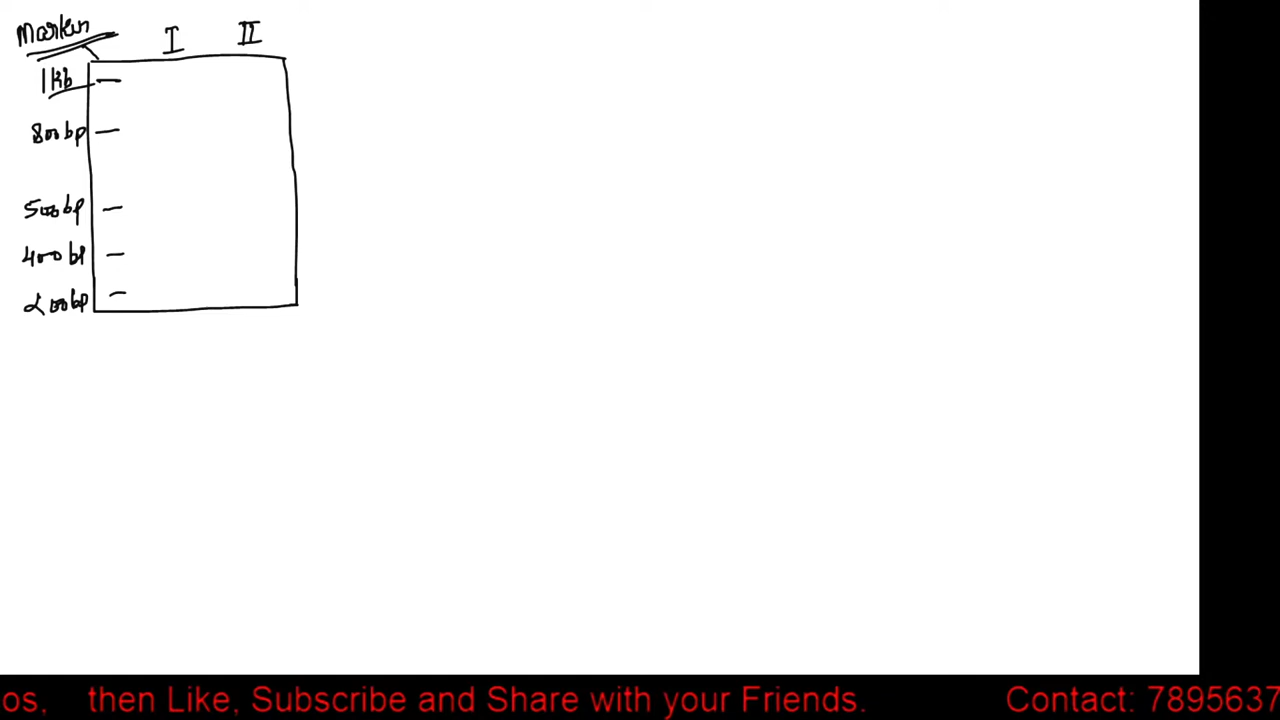 Marker
I II
1kb
800bp
500bp
400bp
200bp
os, then Like, Subscribe and Share with your Friends. Contact: 7895637